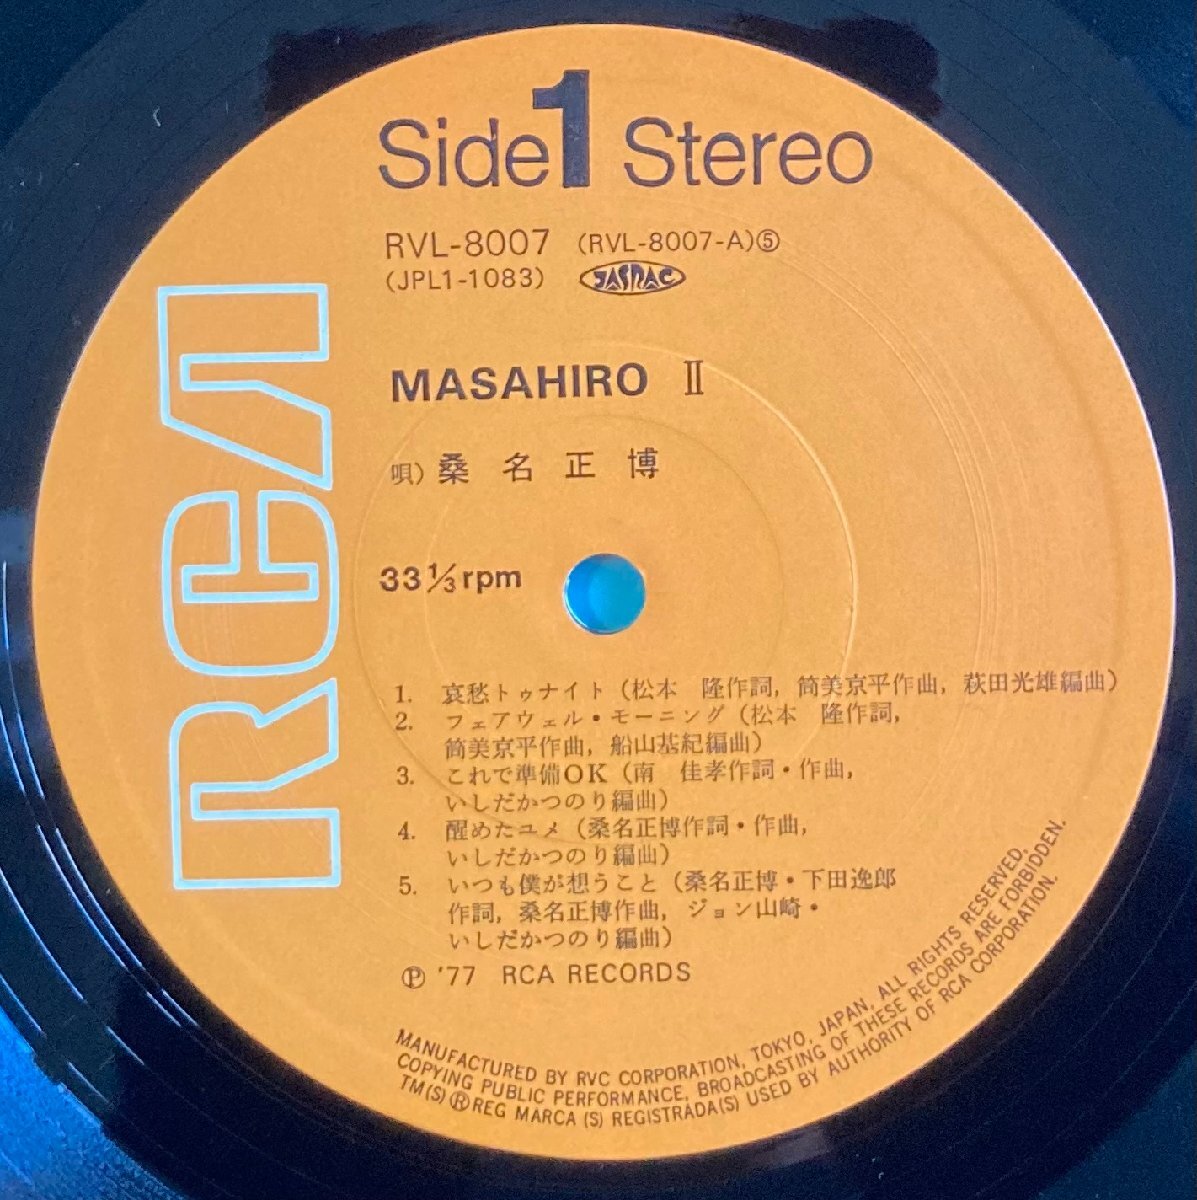 Side 1 Stereo
RVL-8007 (RVL-8007-A)⑤
(JPL1-1083) JASRAC
MASAHIRO Ⅱ
唄) 桑名正博
RCA
33 1/3 rpm
1. 哀愁トゥナイト (松本 隆作詞, 筒美京平作曲, 萩田光雄編曲)
2. フェアウェル・モーニング (松本 隆作詞,
筒美京平作曲, 船山基紀編曲)
3. これで準備OK (南 佳孝作詞・作曲,
いしだかつのり編曲)
4. 醒めたユメ (桑名正博作詞・作曲,
いしだかつのり編曲)
5. いつも僕が想うこと (桑名正博・下田逸郎
作詞, 桑名正博作曲, ジョン山崎・
いしだかつのり編曲)
Ⓟ '77 RCA RECORDS
MANUFACTURED BY RVC CORPORATION, TOKYO, JAPAN, ALL RIGHTS RESERVED.
COPYING PUBLIC PERFORMANCE, BROADCASTING OF THESE RECORDS ARE FORBIDDEN.
TM(S) ® REG MARCA (S) REGISTRADA(S) USED BY AUTHORITY OF RCA CORPORATION.